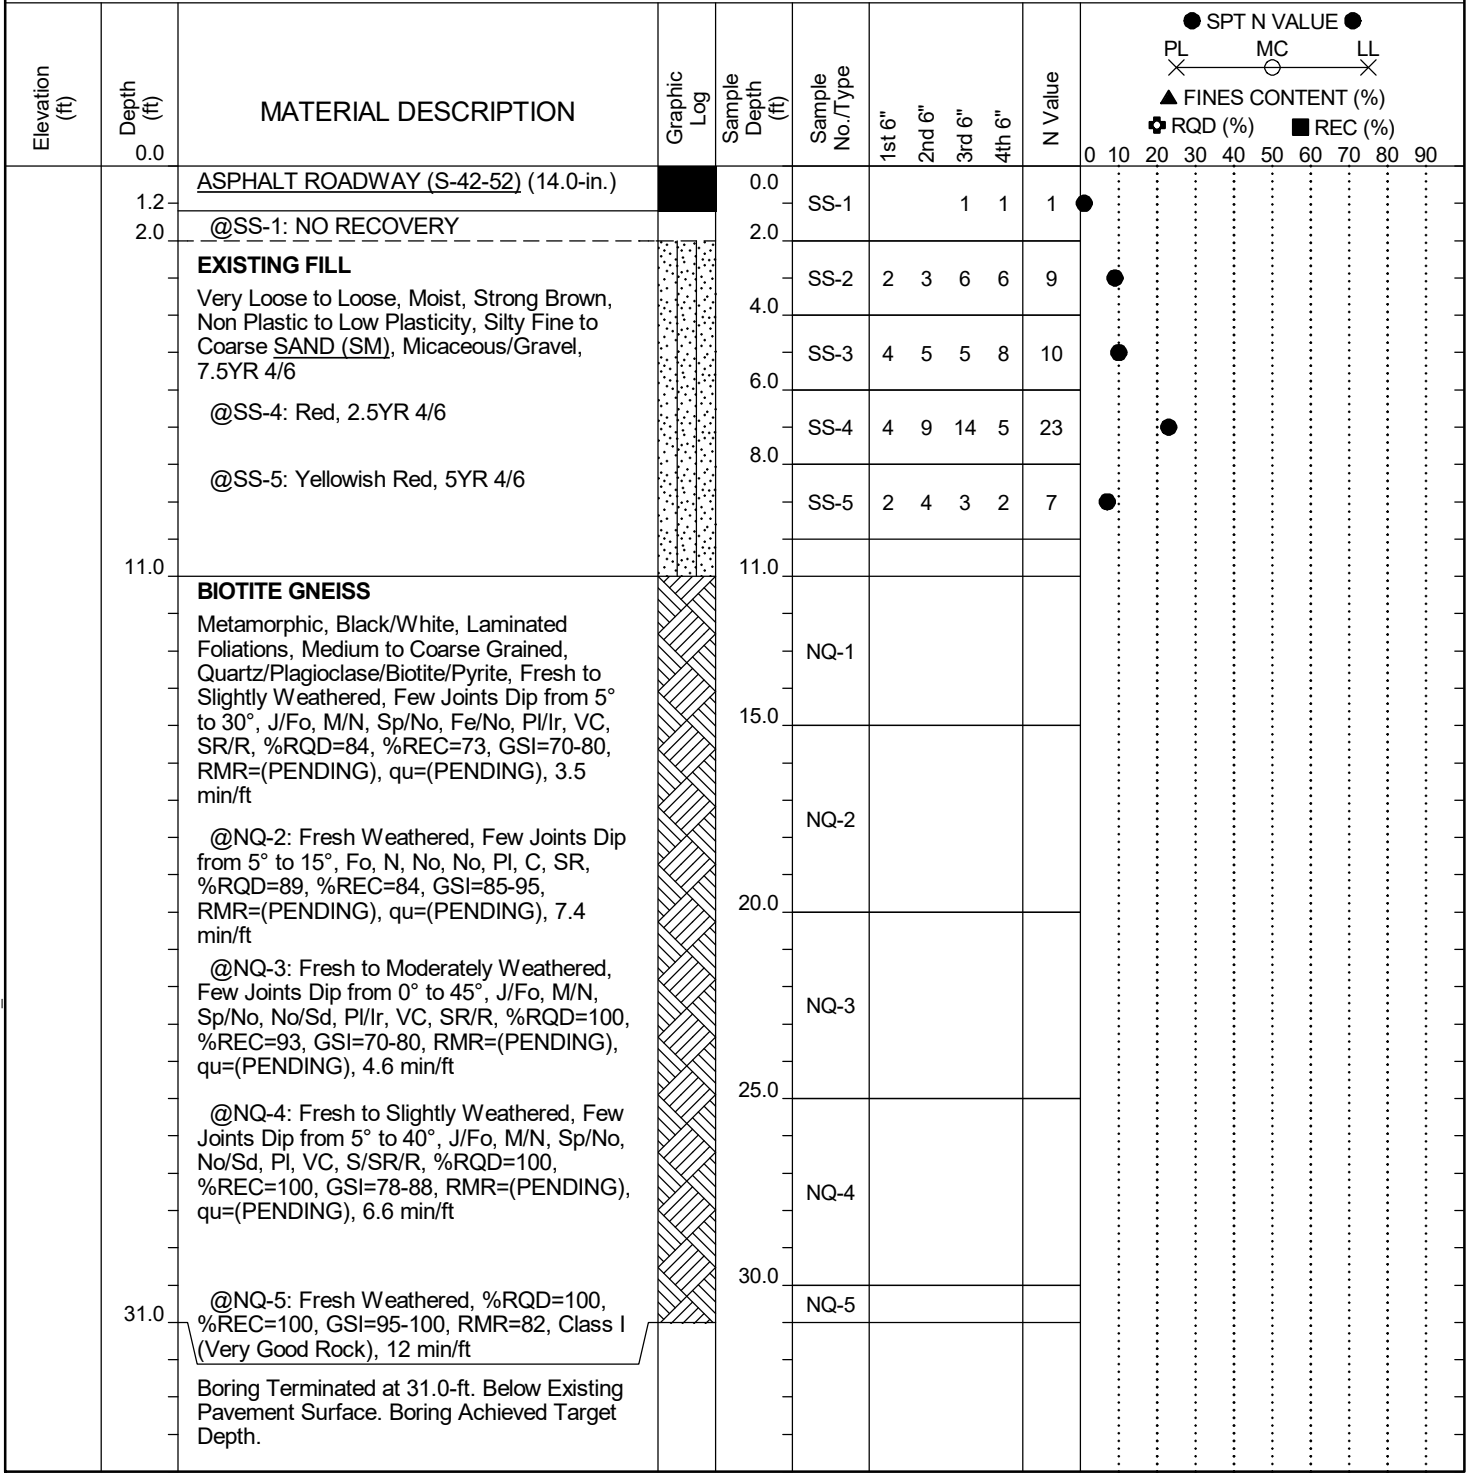 Elevation (ft)
Depth (ft)
0.0
MATERIAL DESCRIPTION
Graphic Log
Sample Depth (ft)
Sample No./Type
1st 6"
2nd 6"
3rd 6"
4th 6"
N Value
● SPT N VALUE ●
PL MC LL
▲ FINES CONTENT (%)
RQD (%) ■ REC (%)
0 10 20 30 40 50 60 70 80 90
ASPHALT ROADWAY (S-42-52) (14.0-in.)
0.0
1.2
SS-1 1 1 1
@SS-1: NO RECOVERY
2.0
2.0
EXISTING FILL
SS-2 2 3 6 6 9
Very Loose to Loose, Moist, Strong Brown,
Non Plastic to Low Plasticity, Silty Fine to
Coarse SAND (SM), Micaceous/Gravel,
7.5YR 4/6
4.0
SS-3 4 5 5 8 10
6.0
@SS-4: Red, 2.5YR 4/6
SS-4 4 9 14 5 23
8.0
@SS-5: Yellowish Red, 5YR 4/6
SS-5 2 4 3 2 7
11.0
11.0
BIOTITE GNEISS
Metamorphic, Black/White, Laminated
Foliations, Medium to Coarse Grained,
Quartz/Plagioclase/Biotite/Pyrite, Fresh to
Slightly Weathered, Few Joints Dip from 5°
to 30°, J/Fo, M/N, Sp/No, Fe/No, Pl/Ir, VC,
SR/R, %RQD=84, %REC=73, GSI=70-80,
RMR=(PENDING), qu=(PENDING), 3.5
min/ft
NQ-1
15.0
@NQ-2: Fresh Weathered, Few Joints Dip
from 5° to 15°, Fo, N, No, No, Pl, C, SR,
%RQD=89, %REC=84, GSI=85-95,
RMR=(PENDING), qu=(PENDING), 7.4
min/ft
NQ-2
20.0
@NQ-3: Fresh to Moderately Weathered,
Few Joints Dip from 0° to 45°, J/Fo, M/N,
Sp/No, No/Sd, Pl/Ir, VC, SR/R, %RQD=100,
%REC=93, GSI=70-80, RMR=(PENDING),
qu=(PENDING), 4.6 min/ft
NQ-3
25.0
@NQ-4: Fresh to Slightly Weathered, Few
Joints Dip from 5° to 40°, J/Fo, M/N, Sp/No,
No/Sd, Pl, VC, S/SR/R, %RQD=100,
%REC=100, GSI=78-88, RMR=(PENDING),
qu=(PENDING), 6.6 min/ft
NQ-4
30.0
@NQ-5: Fresh Weathered, %RQD=100,
%REC=100, GSI=95-100, RMR=82, Class I
(Very Good Rock), 12 min/ft
NQ-5
31.0
Boring Terminated at 31.0-ft. Below Existing
Pavement Surface. Boring Achieved Target
Depth.